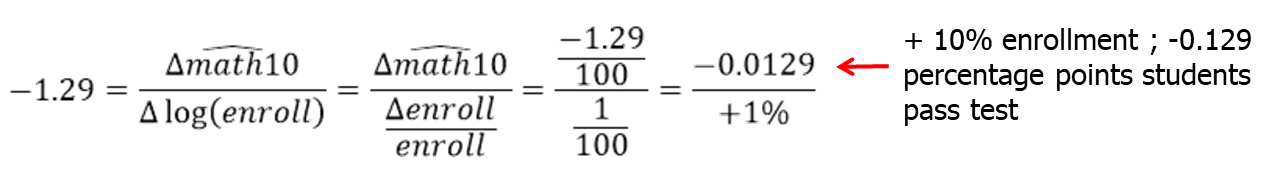 −1.29 = Δmath10̂ / Δ log(enroll) = Δmath10̂ / (Δenroll / enroll) = (−1.29 / 100) / (1 / 100) = −0.0129 / +1%
+ 10% enrollment ; -0.129
percentage points students
pass test